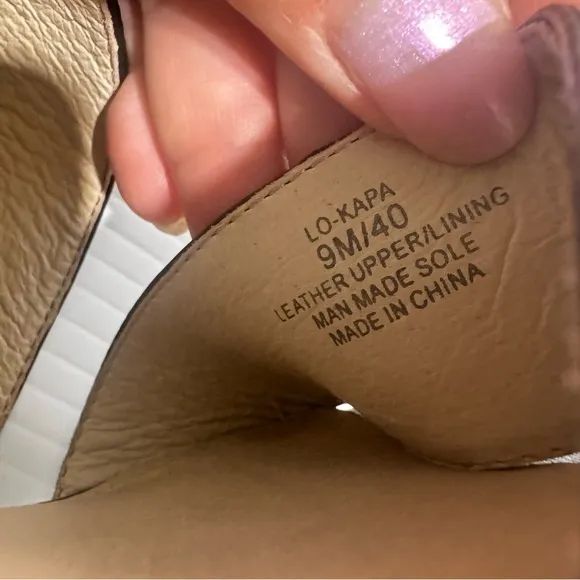 LO-KAPA
9M/40
LEATHER UPPER/LINING
MAN MADE SOLE
MADE IN CHINA